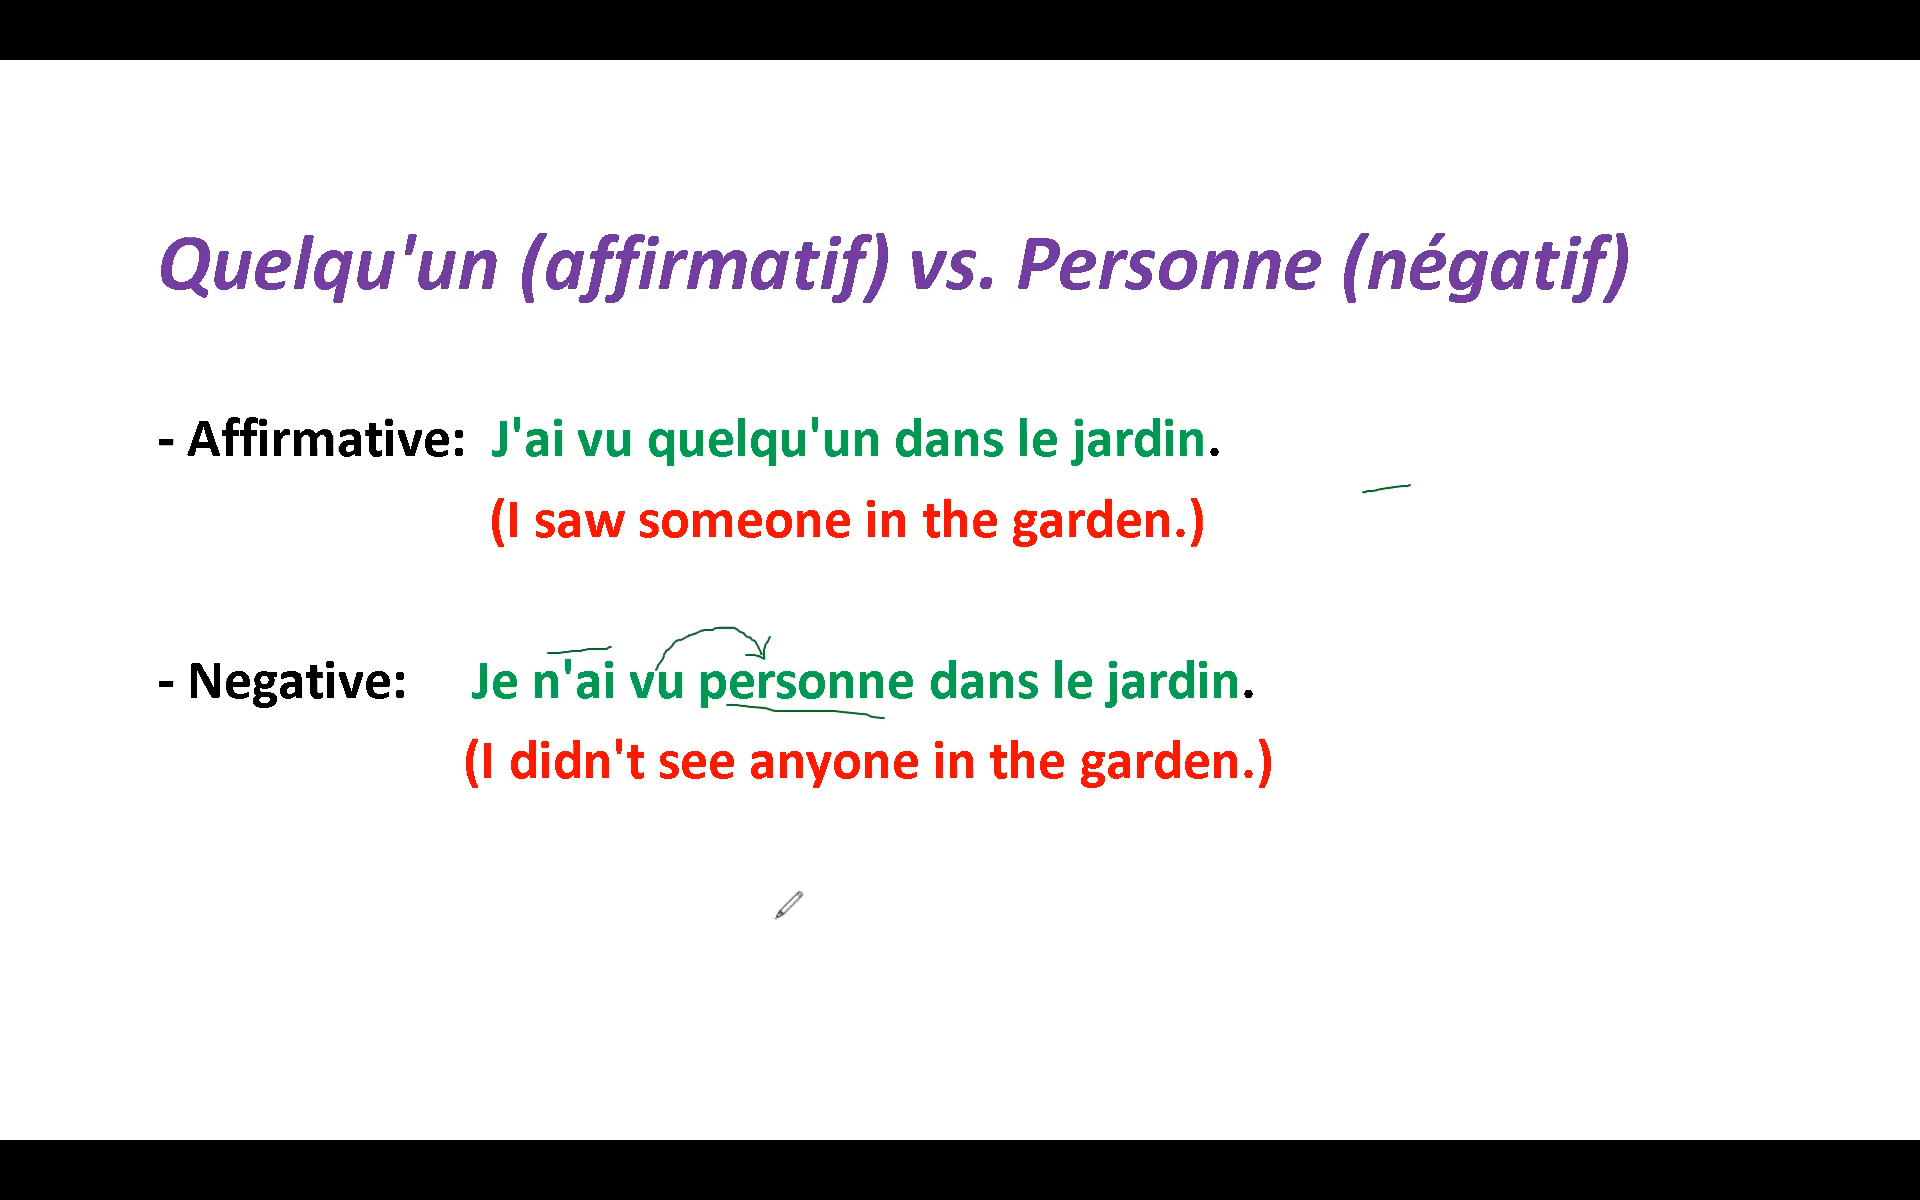 Quelqu'un (affirmatif) vs. Personne (négatif)
- Affirmative: J'ai vu quelqu'un dans le jardin.
(I saw someone in the garden.)
- Negative: Je n'ai vu personne dans le jardin.
(I didn't see anyone in the garden.)